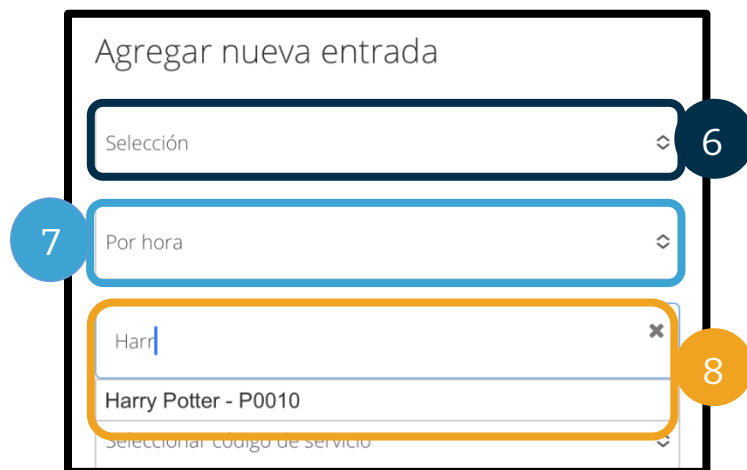 Agregar nueva entrada
Selección
6
7
Por hora
Harr
8
Harry Potter - P0010
Seleccionar código de servicio